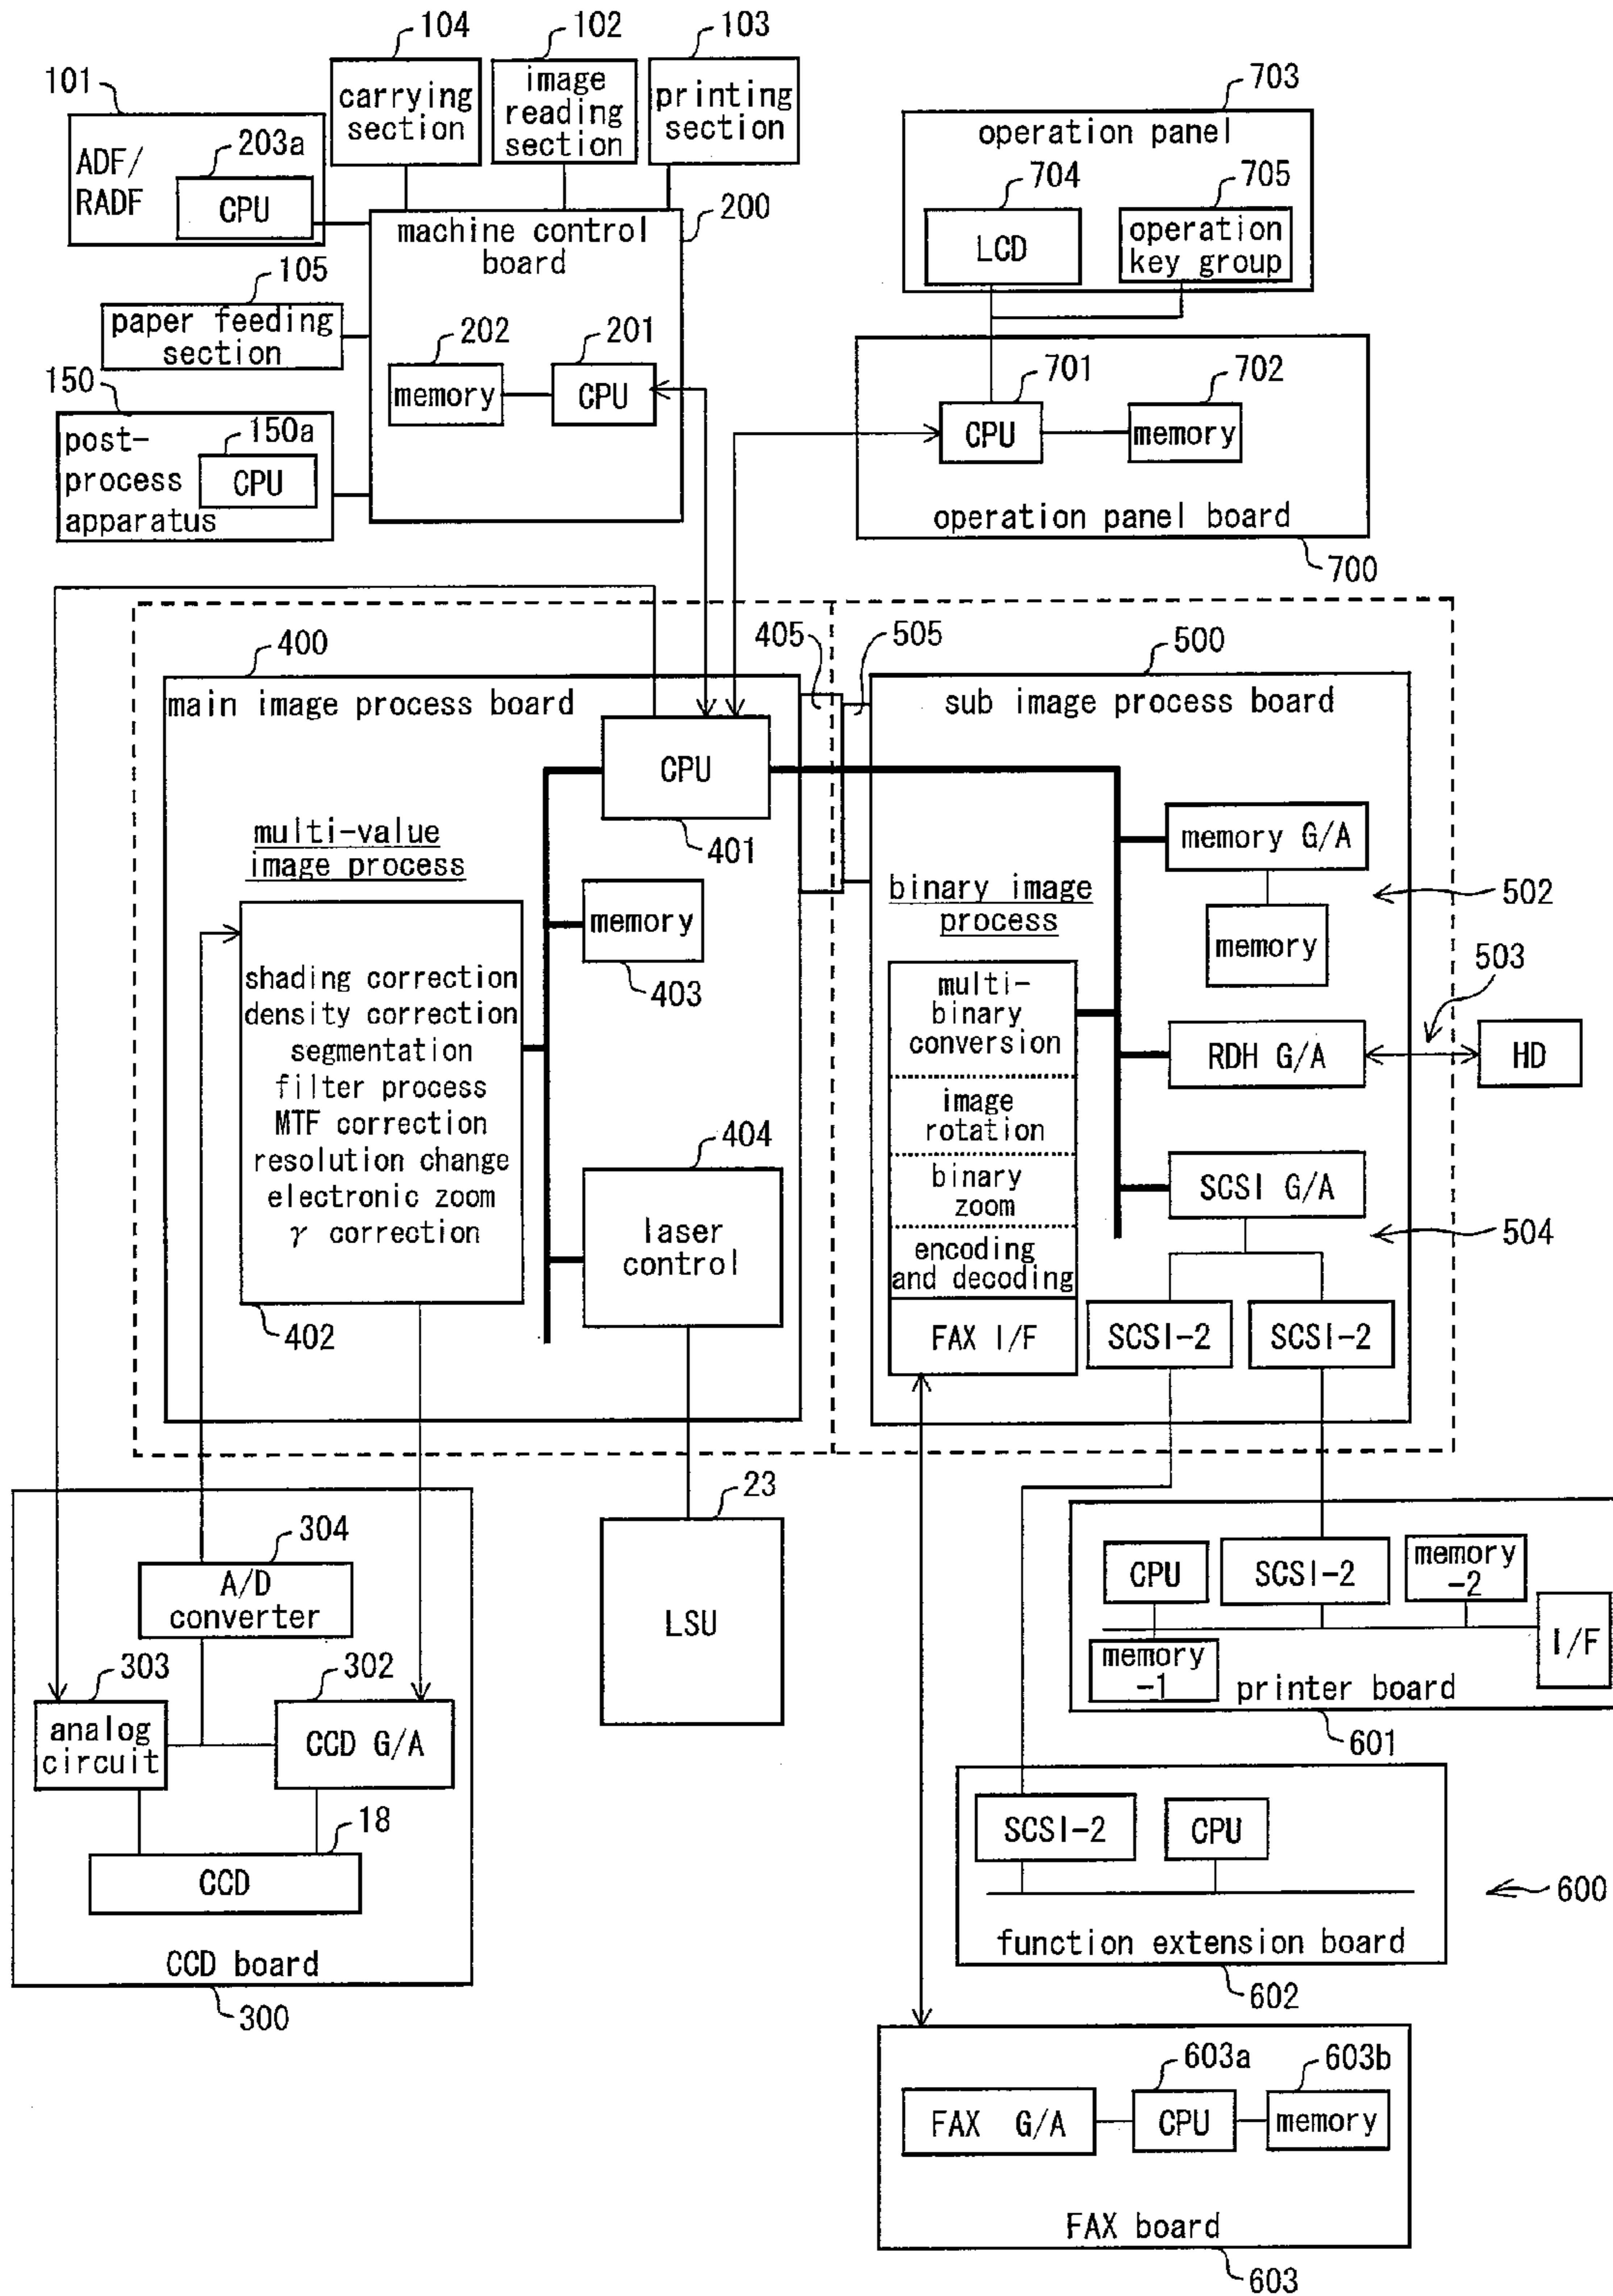 104
102
103
101
carrying
section
image
reading
section
printing
section
703
operation panel
ADF/
RADF
203a
CPU
704
705
LCD
operation
key group
200
machine control
board
105
paper feeding
section
202
201
memory
CPU
701
702
CPU
memory
150
post-
process
apparatus
150a
CPU
operation panel board
700
400
405
505
500
main image process board
sub image process board
CPU
401
multi-value
image process
memory G/A
memory
403
binary image
process
502
memory
503
shading correction
density correction
segmentation
filter process
MTF correction
resolution change
electronic zoom
γ correction
402
multi-
binary
conversion
image
rotation
binary
zoom
encoding
and decoding
FAX I/F
RDH G/A
HD
404
laser
control
SCSI G/A
504
SCSI-2
SCSI-2
23
LSU
304
A/D
converter
303
302
analog
circuit
CCD G/A
18
CCD
CCD board
300
CPU
SCSI-2
memory
-2
I/F
memory
-1
printer board
601
SCSI-2
CPU
600
function extension board
602
603a
603b
FAX G/A
CPU
memory
FAX board
603